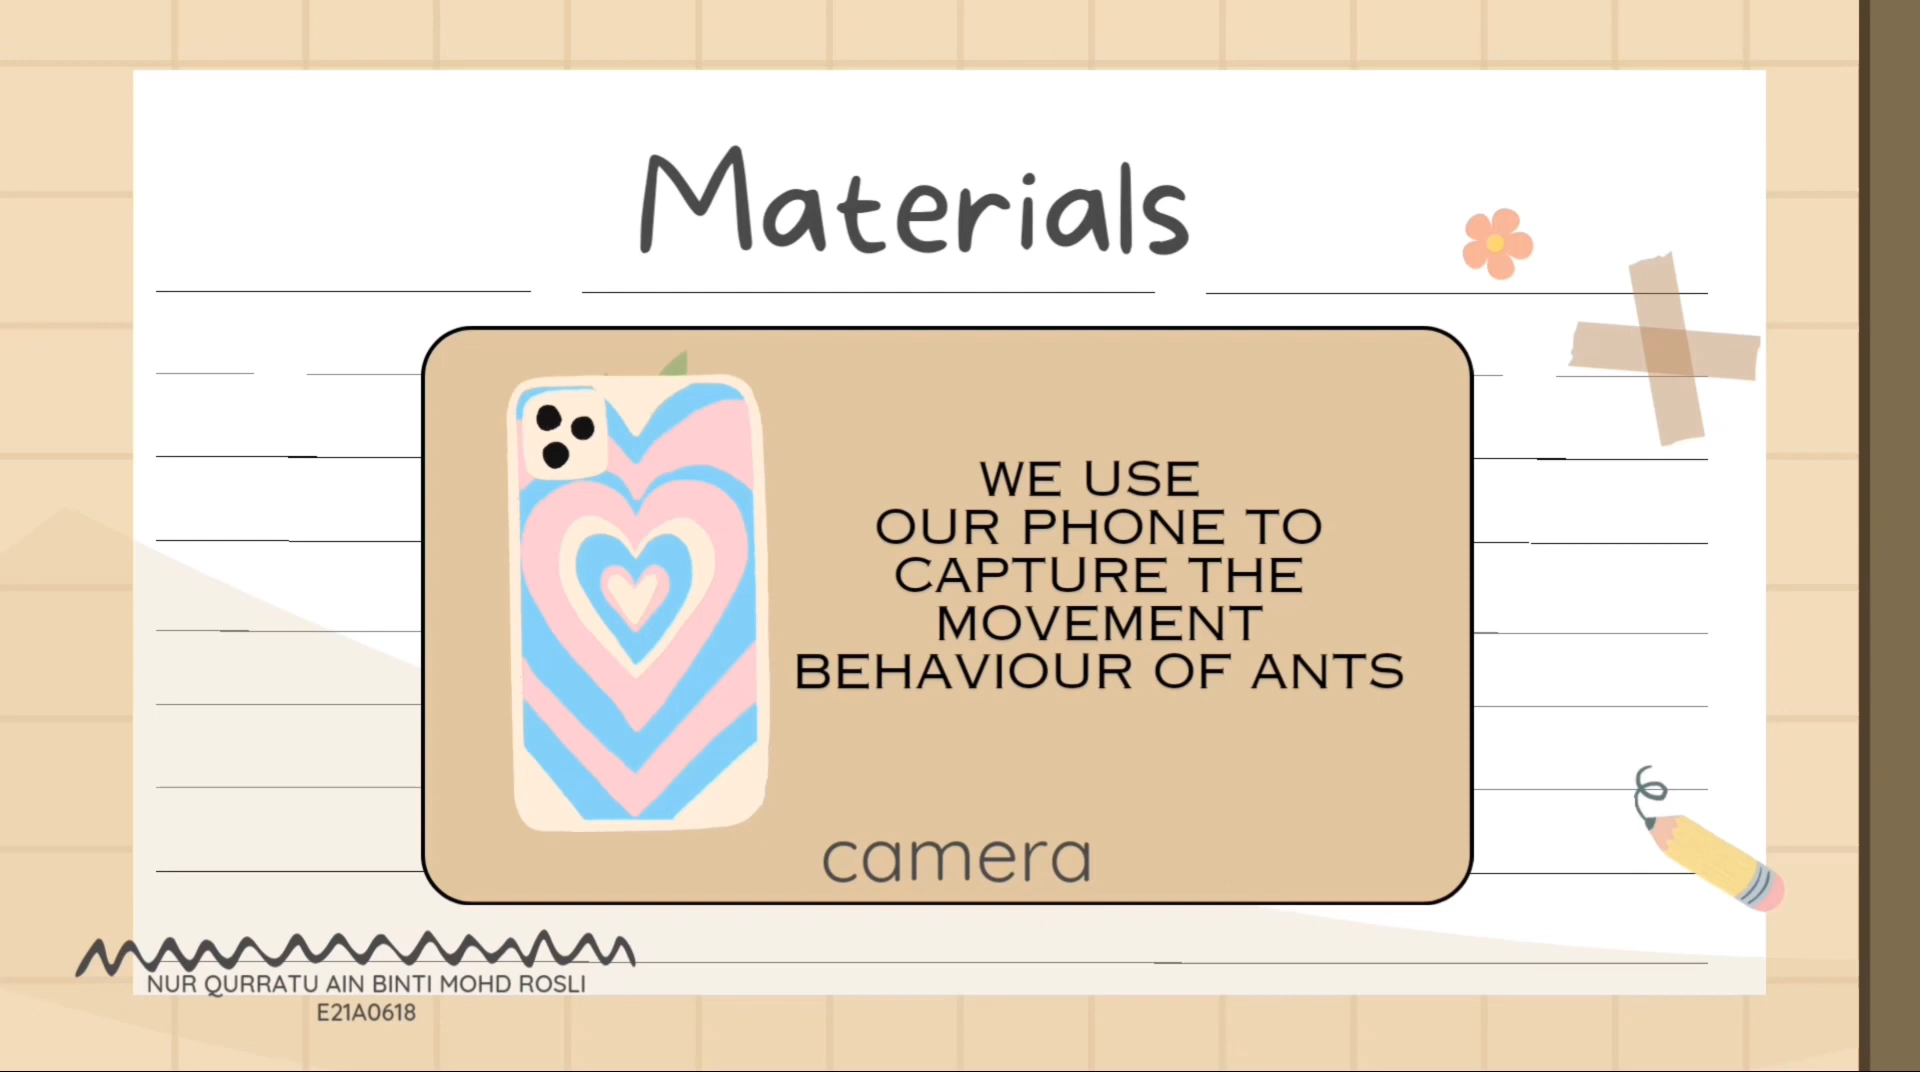 Materials
WE USE
OUR PHONE TO
CAPTURE THE
MOVEMENT
BEHAVIOUR OF ANTS
camera
NUR QURRATU AIN BINTI MOHD ROSLI
E21A0618